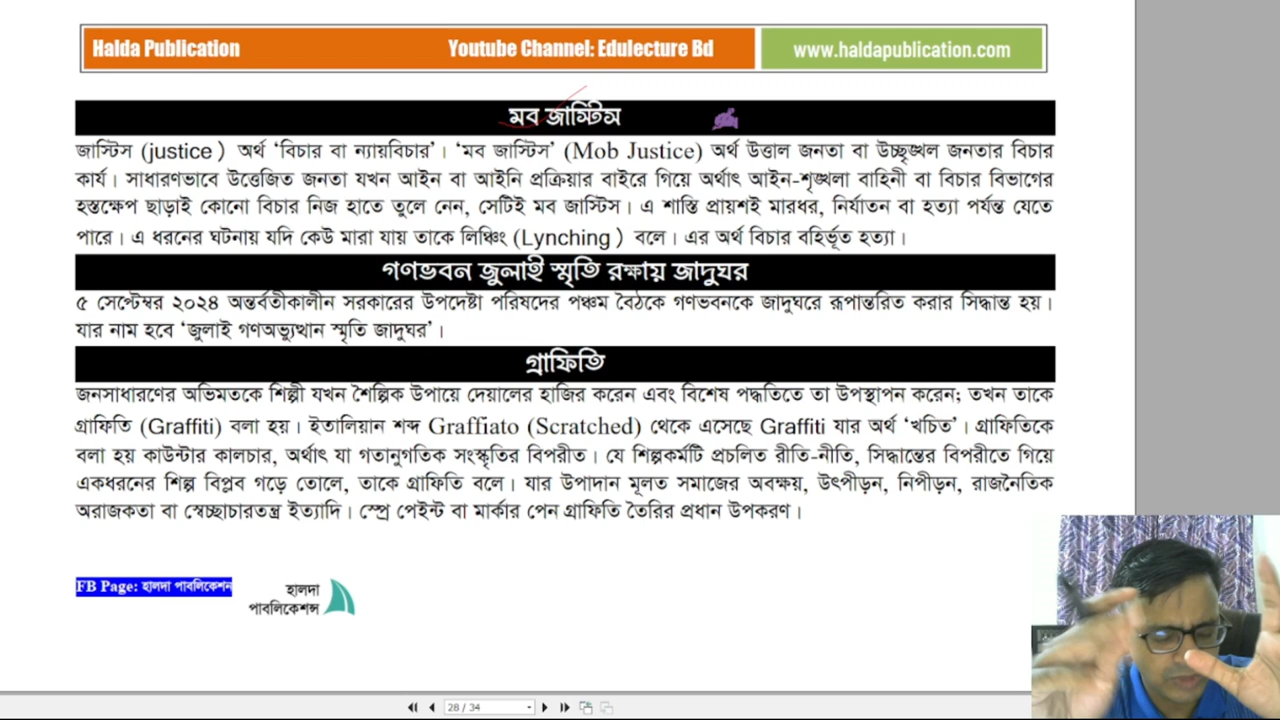 Halda Publication Youtube Channel: Edulecture Bd www.haldapublication.com
মব জাস্টিস
জাস্টিস (justice) অর্থ ‘বিচার বা ন্যায়বিচার’। ‘মব জাস্টিস’ (Mob Justice) অর্থ উত্তাল জনতা বা উচ্ছৃঙ্খল জনতার বিচার
কার্য। সাধারণভাবে উত্তেজিত জনতা যখন আইন বা আইনি প্রক্রিয়ার বাইরে গিয়ে অর্থাৎ আইন-শৃঙ্খলা বাহিনী বা বিচার বিভাগের
হস্তক্ষেপ ছাড়াই কোনো বিচার নিজ হাতে তুলে নেন, সেটিই মব জাস্টিস। এ শাস্তি প্রায়শই মারধর, নির্যাতন বা হত্যা পর্যন্ত যেতে
পারে। এ ধরনের ঘটনায় যদি কেউ মারা যায় তাকে লিঞ্চিং (Lynching) বলে। এর অর্থ বিচার বহির্ভূত হত্যা।
গণভবন জুলাই স্মৃতি রক্ষায় জাদুঘর
৫ সেপ্টেম্বর ২০২৪ অন্তর্বতীকালীন সরকারের উপদেষ্টা পরিষদের পঞ্চম বৈঠকে গণভবনকে জাদুঘরে রূপান্তরিত করার সিদ্ধান্ত হয়।
যার নাম হবে ‘জুলাই গণঅভ্যুত্থান স্মৃতি জাদুঘর’।
গ্রাফিতি
জনসাধারণের অভিমতকে শিল্পী যখন শৈল্পিক উপায়ে দেয়ালের হাজির করেন এবং বিশেষ পদ্ধতিতে তা উপস্থাপন করেন; তখন তাকে
গ্রাফিতি (Graffiti) বলা হয়। ইতালিয়ান শব্দ Graffiato (Scratched) থেকে এসেছে Graffiti যার অর্থ ‘খচিত’। গ্রাফিতিকে
বলা হয় কাউন্টার কালচার, অর্থাৎ যা গতানুগতিক সংস্কৃতির বিপরীত। যে শিল্পকর্মটি প্রচলিত রীতি-নীতি, সিদ্ধান্তের বিপরীতে গিয়ে
একধরনের শিল্প বিপ্লব গড়ে তোলে, তাকে গ্রাফিতি বলে। যার উপাদান মূলত সমাজের অবক্ষয়, উৎপীড়ন, নিপীড়ন, রাজনৈতিক
অরাজকতা বা স্বেচ্ছাচারতন্ত্র ইত্যাদি। স্প্রে পেইন্ট বা মার্কার পেন গ্রাফিতি তৈরির প্রধান উপকরণ।
FB Page: হালদা পাবলিকেশন
হালদা
পাবলিকেশন্স
28 / 34